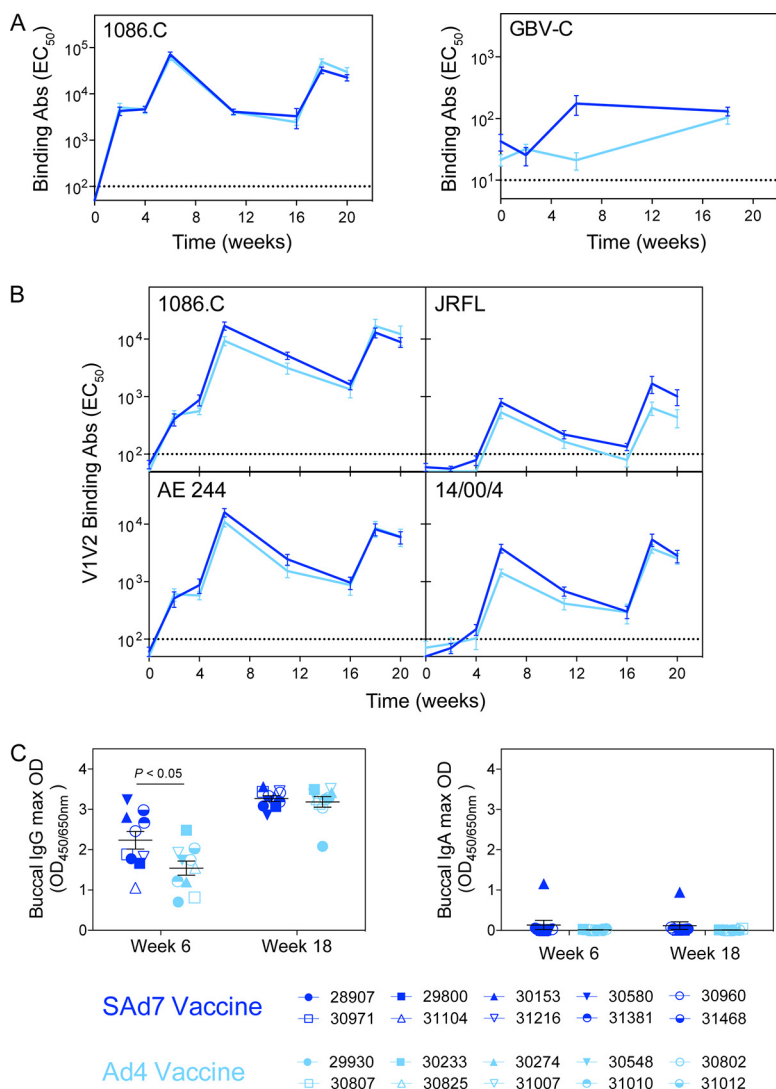 A
1086.C
Binding Abs (EC50)
10^5
10^4
10^3
10^2
0 4 8 12 16 20
Time (weeks)
GBV-C
Binding Abs (EC50)
10^3
10^2
10^1
0 4 8 12 16 20
Time (weeks)
B
V1V2 Binding Abs (EC50)
1086.C
JRFL
10^4
10^3
10^2
AE 244
14/00/4
10^4
10^3
10^2
0 4 8 12 16 20 0 4 8 12 16 20
Time (weeks)
C
Buccal IgG max OD
(OD450/650nm)
P < 0.05
4
3
2
1
0
Week 6 Week 18
Buccal IgA max OD
(OD450/650nm)
4
3
2
1
0
Week 6 Week 18
SAd7 Vaccine
28907 29800 30153 30580 30960
30971 31104 31216 31381 31468
Ad4 Vaccine
29930 30233 30274 30548 30802
30807 30825 31007 31010 31012